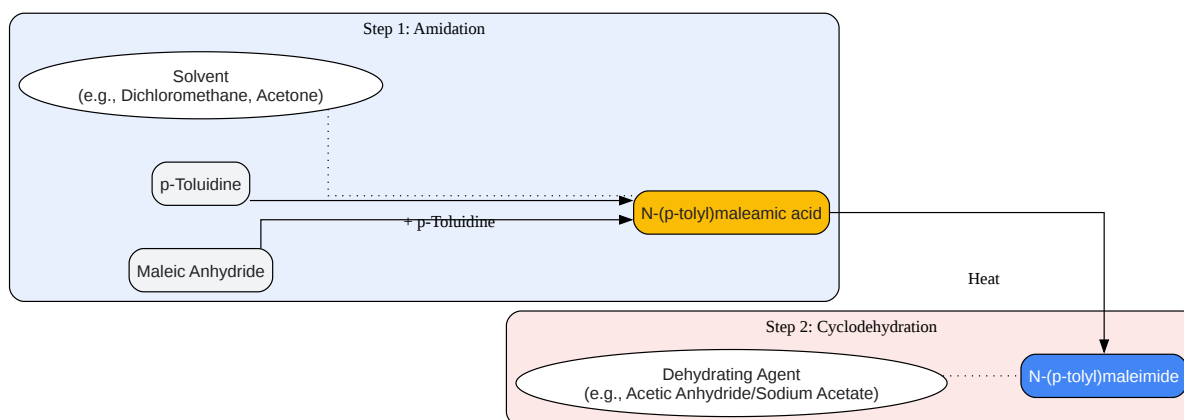 Step 1: Amidation
Solvent
(e.g., Dichloromethane, Acetone)
p-Toluidine
N-(p-tolyl)maleamic acid
+ p-Toluidine
Maleic Anhydride
Heat
Step 2: Cyclodehydration
Dehydrating Agent
(e.g., Acetic Anhydride/Sodium Acetate)
N-(p-tolyl)maleimide